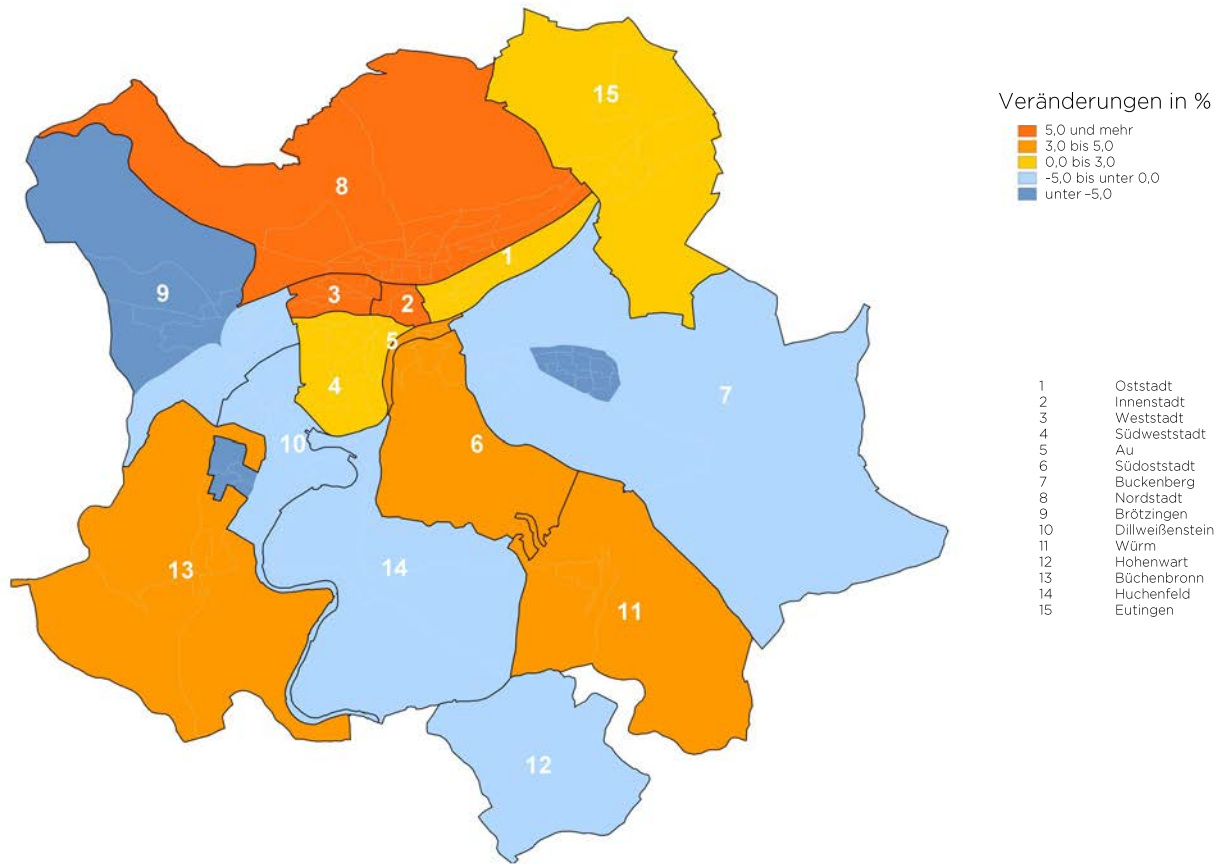 15
8
1
3
2
9
5
4
7
10
6
14
13
11
12
Veränderungen in %
5,0 und mehr
3,0 bis 5,0
0,0 bis 3,0
-5,0 bis unter 0,0
unter –5,0
1 Oststadt
2 Innenstadt
3 Weststadt
4 Südweststadt
5 Au
6 Südoststadt
7 Buckenberg
8 Nordstadt
9 Brötzingen
10 Dillweißenstein
11 Würm
12 Hohenwart
13 Büchenbronn
14 Huchenfeld
15 Eutingen